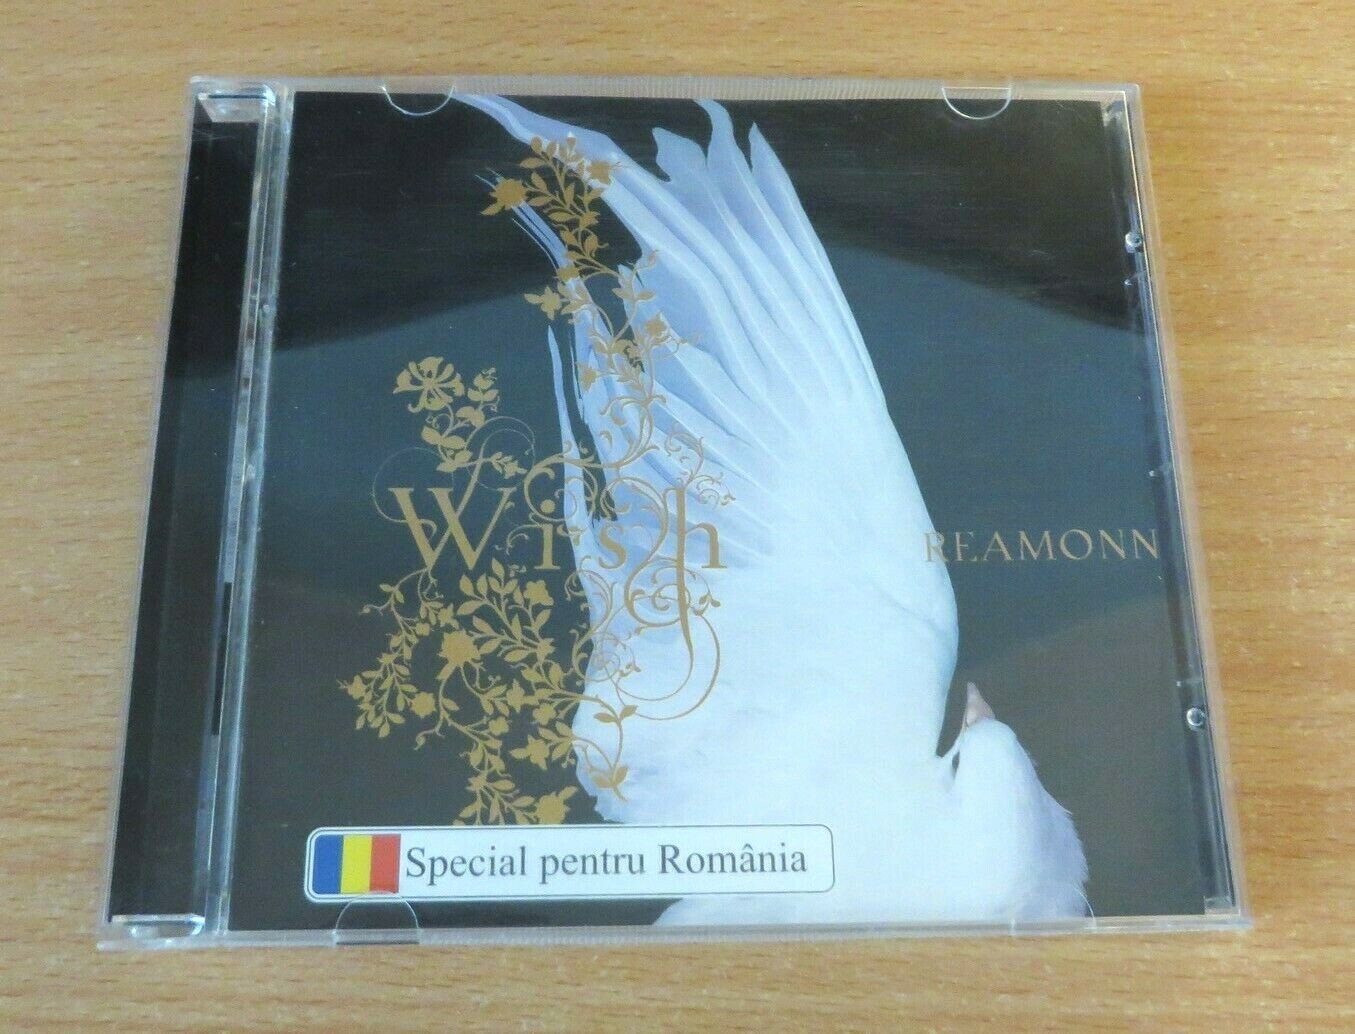 Wish
REAMONN
Special pentru România